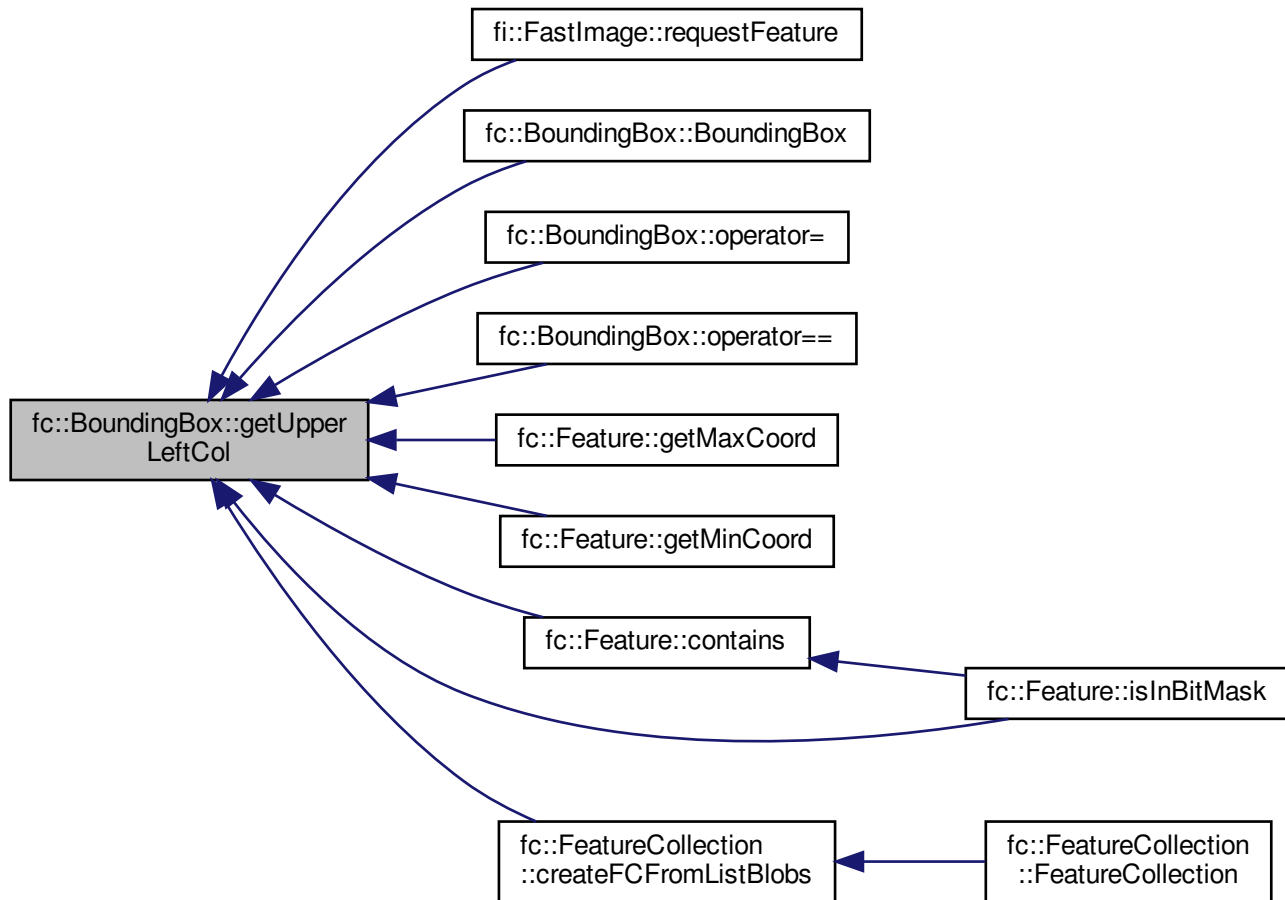 fi::FastImage::requestFeature
fc::BoundingBox::BoundingBox
fc::BoundingBox::operator=
fc::BoundingBox::operator==
fc::BoundingBox::getUpper
LeftCol
fc::Feature::getMaxCoord
fc::Feature::getMinCoord
fc::Feature::contains
fc::Feature::isInBitMask
fc::FeatureCollection
::createFCFromListBlobs
fc::FeatureCollection
::FeatureCollection